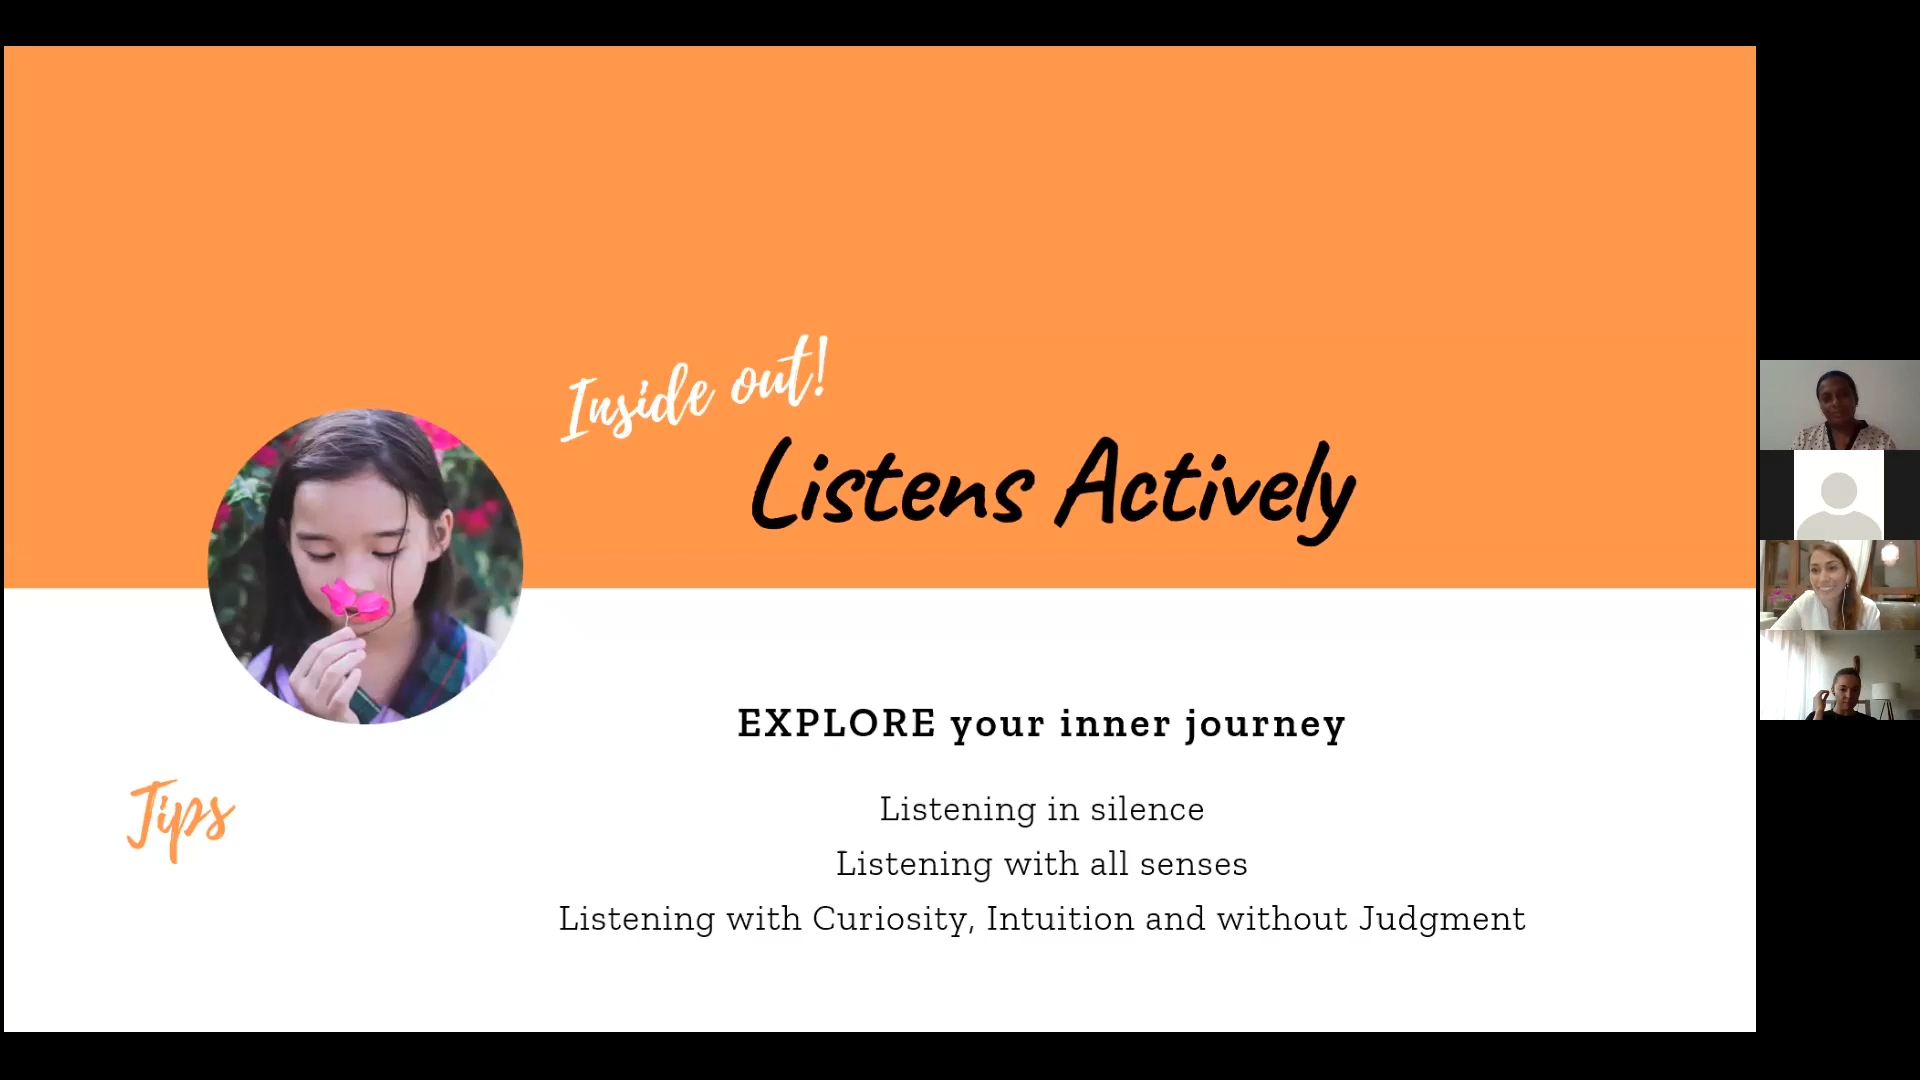 Inside out!
Listens Actively
EXPLORE your inner journey
Tips
Listening in silence
Listening with all senses
Listening with Curiosity, Intuition and without Judgment